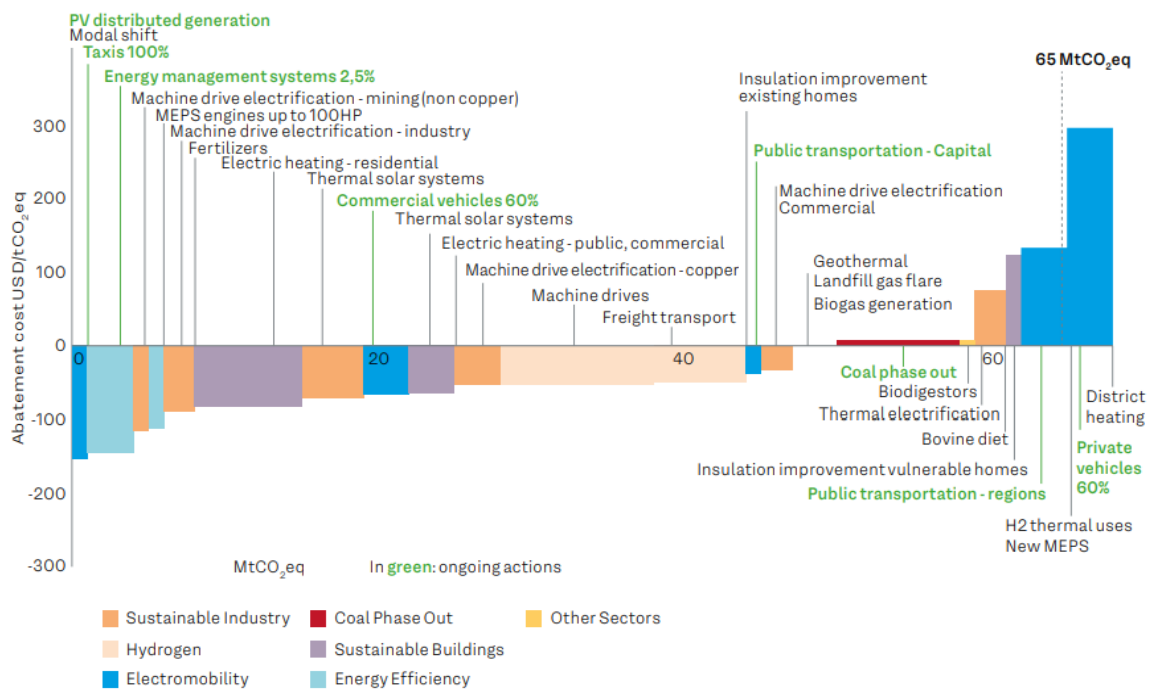 PV distributed generation
Modal shift
Taxis 100%
Energy management systems 2,5%
Machine drive electrification - mining (non copper)
MEPS engines up to 100HP
Machine drive electrification - industry
Fertilizers
Electric heating - residential
Thermal solar systems
Commercial vehicles 60%
Thermal solar systems
Electric heating - public, commercial
Machine drive electrification - copper
Machine drives
Freight transport
Insulation improvement
existing homes
Public transportation - Capital
Machine drive electrification
Commercial
Geothermal
Landfill gas flare
Biogas generation
65 MtCO₂eq
Abatement cost USD/tCO₂eq
300
200
100
0
-100
-200
-300
0
20
40
60
Coal phase out
Biodigestors
Thermal electrification
Bovine diet
Insulation improvement vulnerable homes
Public transportation - regions
H2 thermal uses
New MEPS
Private
vehicles
60%
District
heating
MtCO₂eq
In green: ongoing actions
Sustainable Industry
Coal Phase Out
Other Sectors
Hydrogen
Sustainable Buildings
Electromobility
Energy Efficiency